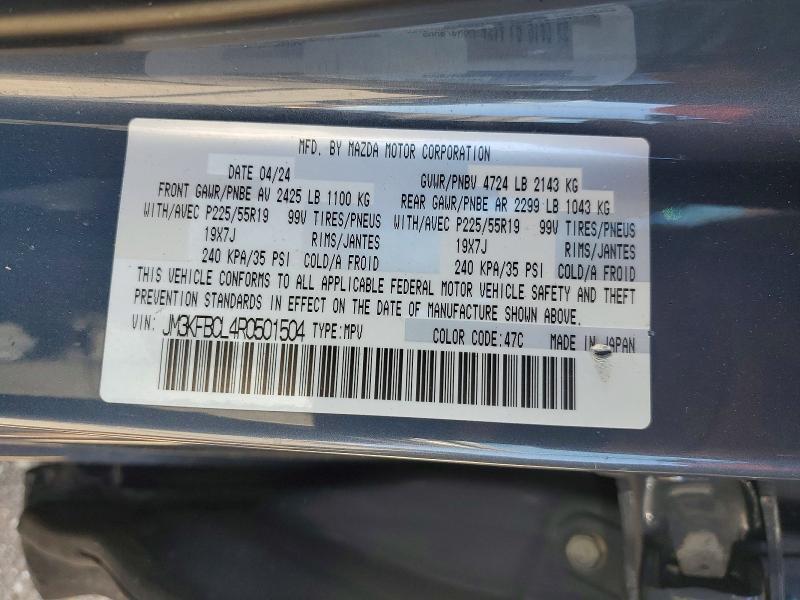 MFD. BY MAZDA MOTOR CORPORATION
DATE 04/24 GVWR/PNBV 4724 LB 2143 KG
FRONT GAWR/PNBE AV 2425 LB 1100 KG REAR GAWR/PNBE AR 2299 LB 1043 KG
WITH/AVEC P225/55R19 99V TIRES/PNEUS WITH/AVEC P225/55R19 99V TIRES/PNEUS
19X7J RIMS/JANTES 19X7J RIMS/JANTES
240 KPA/35 PSI COLD/A FROID 240 KPA/35 PSI COLD/A FROID
THIS VEHICLE CONFORMS TO ALL APPLICABLE FEDERAL MOTOR VEHICLE SAFETY AND THEFT
PREVENTION STANDARDS IN EFFECT ON THE DATE OF MANUFACTURE SHOWN ABOVE.
VIN: JM3KFBCL4R0501504 TYPE:MPV COLOR CODE:47C MADE IN JAPAN